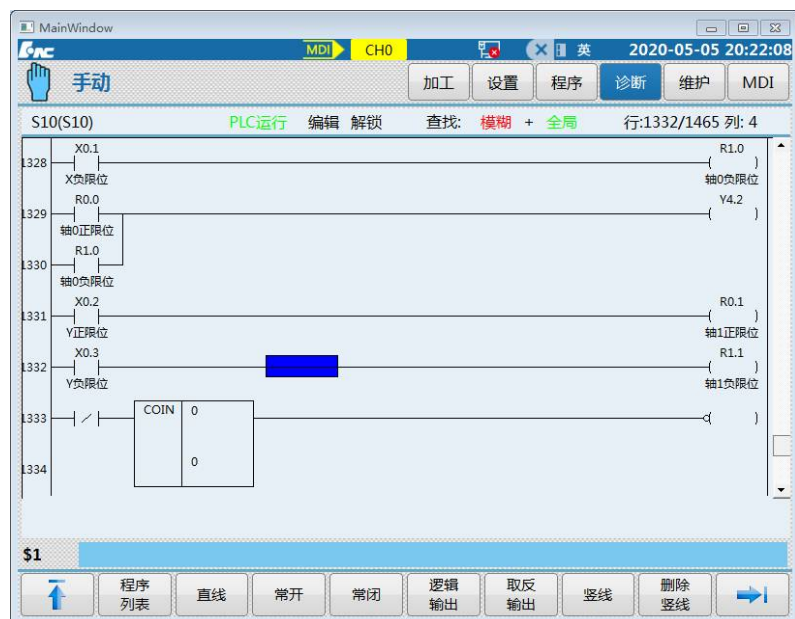 MainWindow
MDI CH0 英 2020-05-05 20:22:08
手动 加工 设置 程序 诊断 维护 MDI
S10(S10) PLC运行 编辑 解锁 查找: 模糊 + 全局 行:1332/1465 列: 4
X0.1 R1.0
1328 ( )
X负限位 轴0负限位
R0.0 Y4.2
1329 ( )
轴0正限位
R1.0
1330
轴0负限位
X0.2 R0.1
1331 ( )
Y正限位 轴1正限位
X0.3 R1.1
1332 ( )
Y负限位 轴1负限位
COIN 0
1333 ( )
1334 0
$1
程序 列表 直线 常开 常闭 逻辑 输出 取反 输出 竖线 删除 竖线